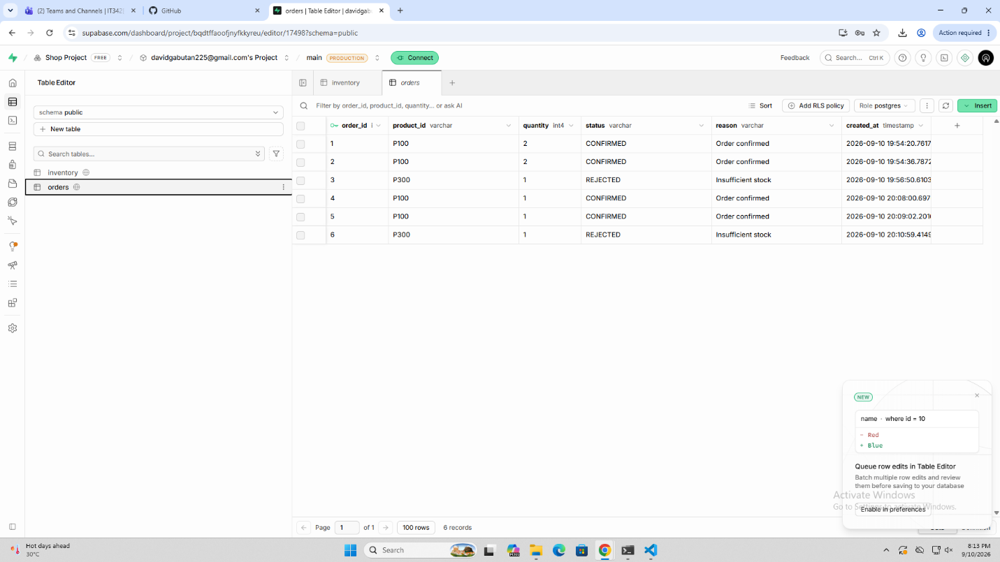 (2) Teams and Channels | IT342
GitHub
orders | Table Editor | davidgab
supabase.com/dashboard/project/bqdtffaoofjnyfkkyreu/editor/17498?schema=public
Action required
Shop Project FREE
davidgabutan225@gmail.com's Project
main PRODUCTION
Connect
Feedback
Search... Ctrl K
Table Editor
inventory
orders
schema public
New table
Search tables...
inventory
orders
Filter by order_id, product_id, quantity... or ask AI
Sort
Add RLS policy
Role postgres
Insert
order_id i product_id varchar quantity int4 status varchar reason varchar created_at timestamp
1 P100 2 CONFIRMED Order confirmed 2026-09-10 19:54:20.7617
2 P100 2 CONFIRMED Order confirmed 2026-09-10 19:54:36.7872
3 P300 1 REJECTED Insufficient stock 2026-09-10 19:56:50.6103
4 P100 1 CONFIRMED Order confirmed 2026-09-10 20:08:00.697
5 P100 1 CONFIRMED Order confirmed 2026-09-10 20:09:02.2010
6 P300 1 REJECTED Insufficient stock 2026-09-10 20:10:59.4149
NEW
name where id = 10
- Red
+ Blue
Queue row edits in Table Editor
Batch multiple row edits and review
them before saving to your database
Enable in preferences
Activate Windows
Go to Settings to activate Windows.
Page 1 of 1
100 rows
6 records
Hot days ahead
30°C
Search
8:13 PM
9/10/2026